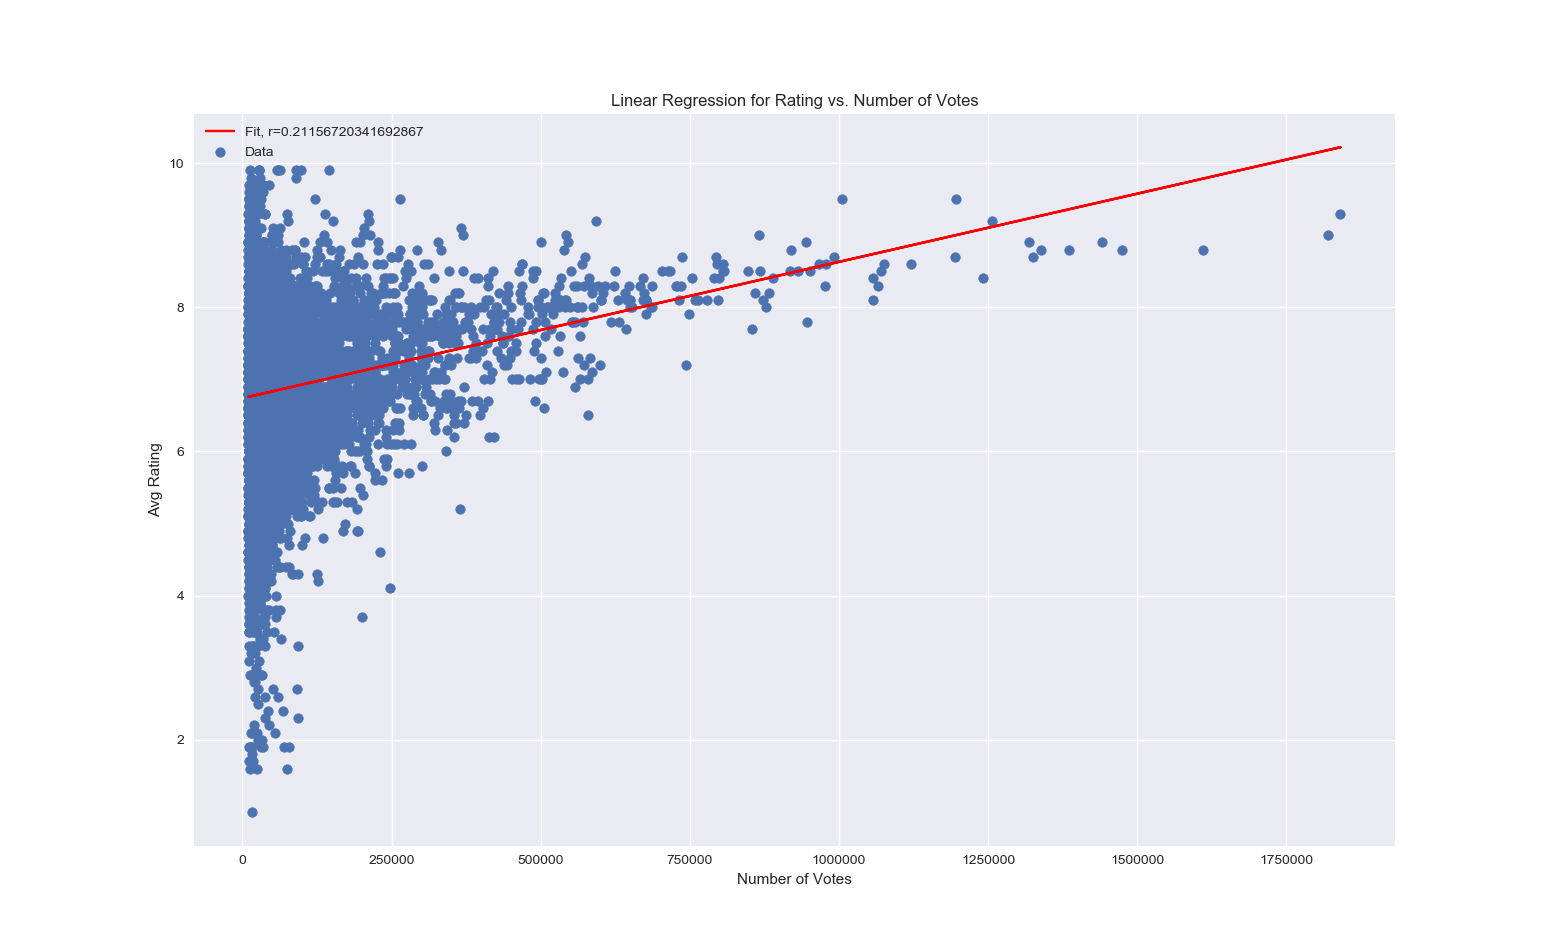 Linear Regression for Rating vs. Number of Votes
Fit, r=0.21156720341692867
Data
10
8
6
4
2
Avg Rating
0 250000 500000 750000 1000000 1250000 1500000 1750000
Number of Votes